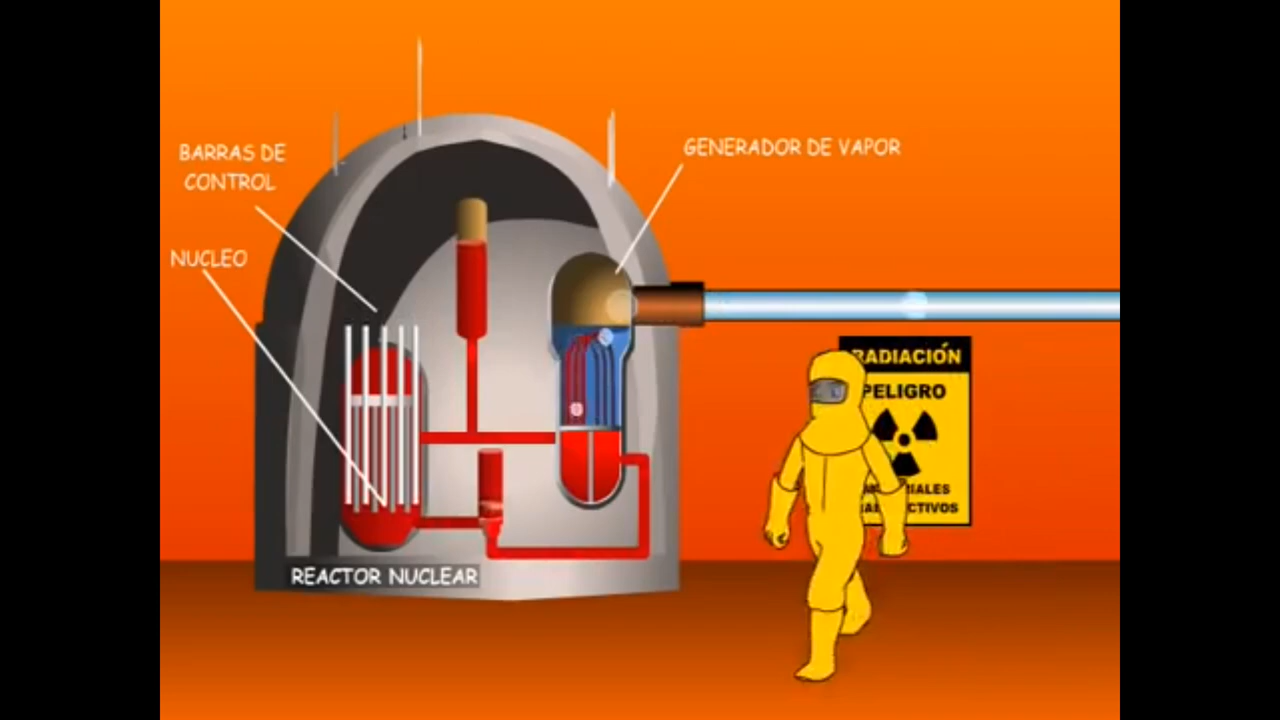 BARRAS DE
CONTROL
NUCLEO
GENERADOR DE VAPOR
REACTOR NUCLEAR
RADIACIÓN
PELIGRO